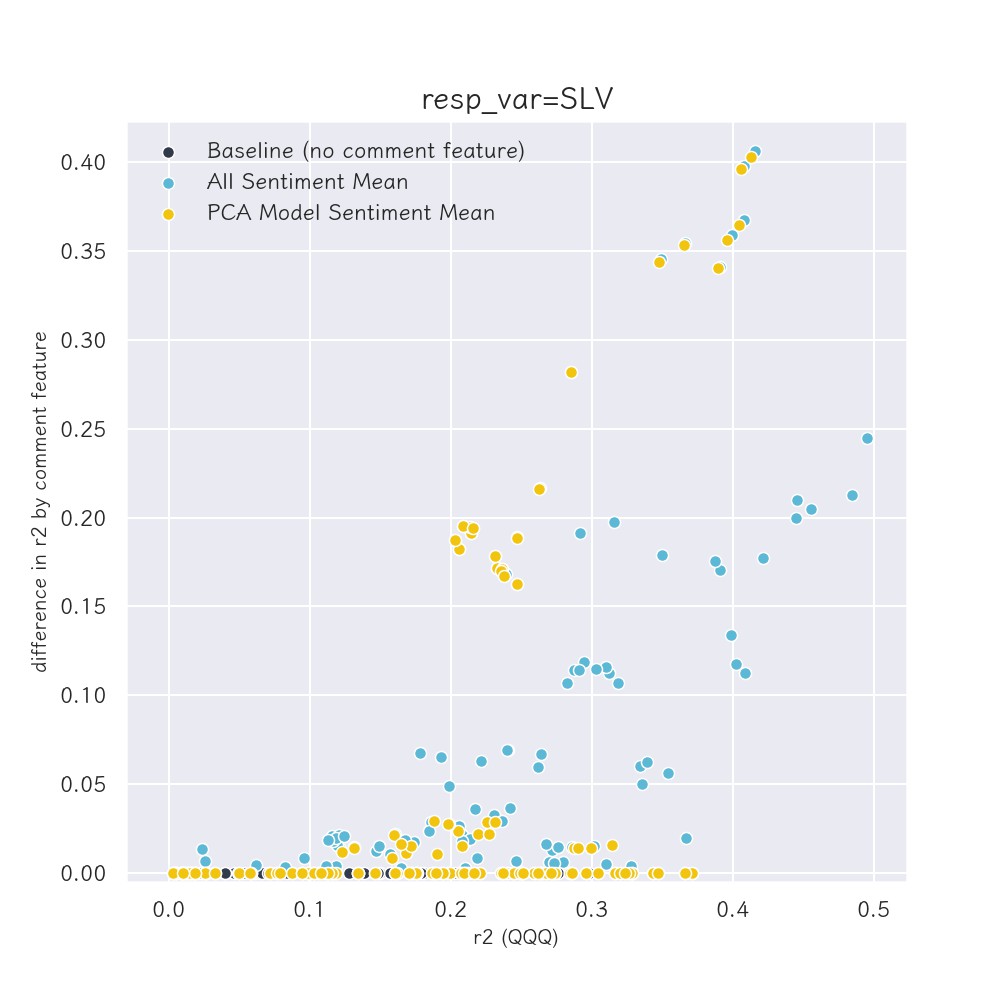 resp_var=SLV
Baseline (no comment feature)
All Sentiment Mean
PCA Model Sentiment Mean
difference in r2 by comment feature
0.40
0.35
0.30
0.25
0.20
0.15
0.10
0.05
0.00
0.0 0.1 0.2 0.3 0.4 0.5
r2 (QQQ)